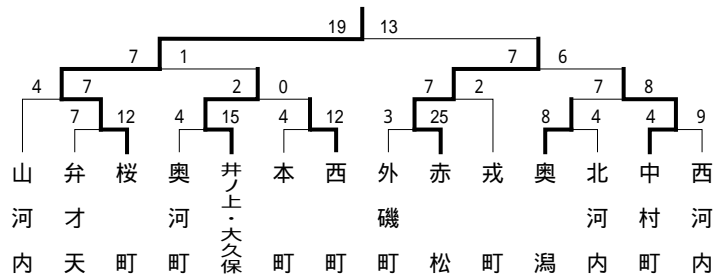 19 13
7 1 7 6
4 7 2 0 7 2 7 8
7 12 4 15 4 12 3 25 8 4 4 9
山河内
弁才天
桜町
奥河町
井ノ上・大久保
本町
西町
外磯町
赤松
戎町
奥潟
北河内
中村町
西河内